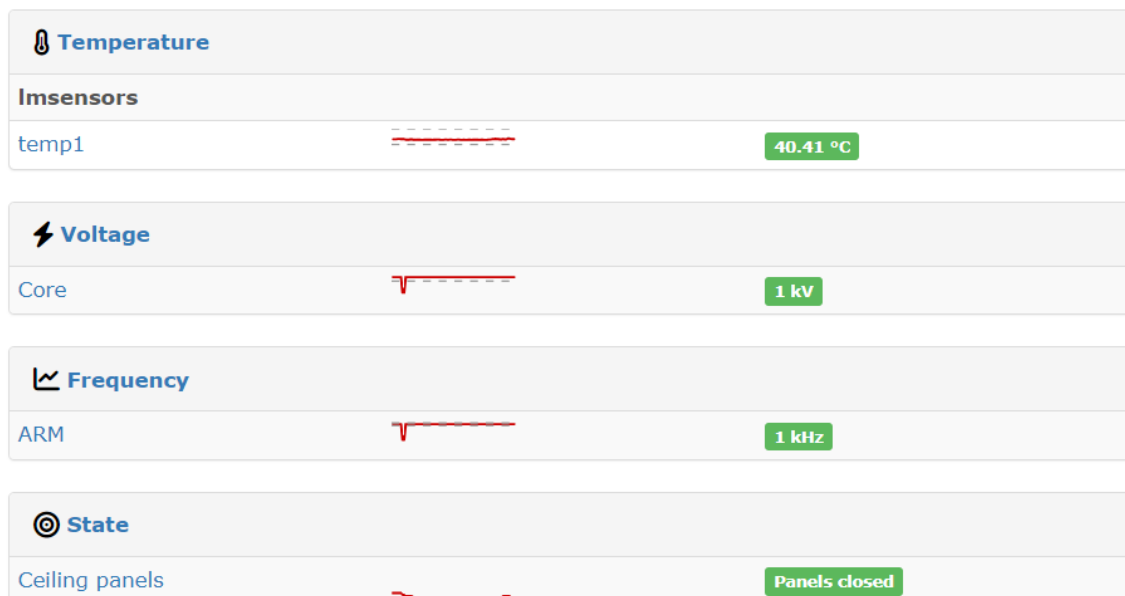 Temperature
lmsensors
temp1 40.41 °C
Voltage
Core 1 kV
Frequency
ARM 1 kHz
State
Ceiling panels Panels closed